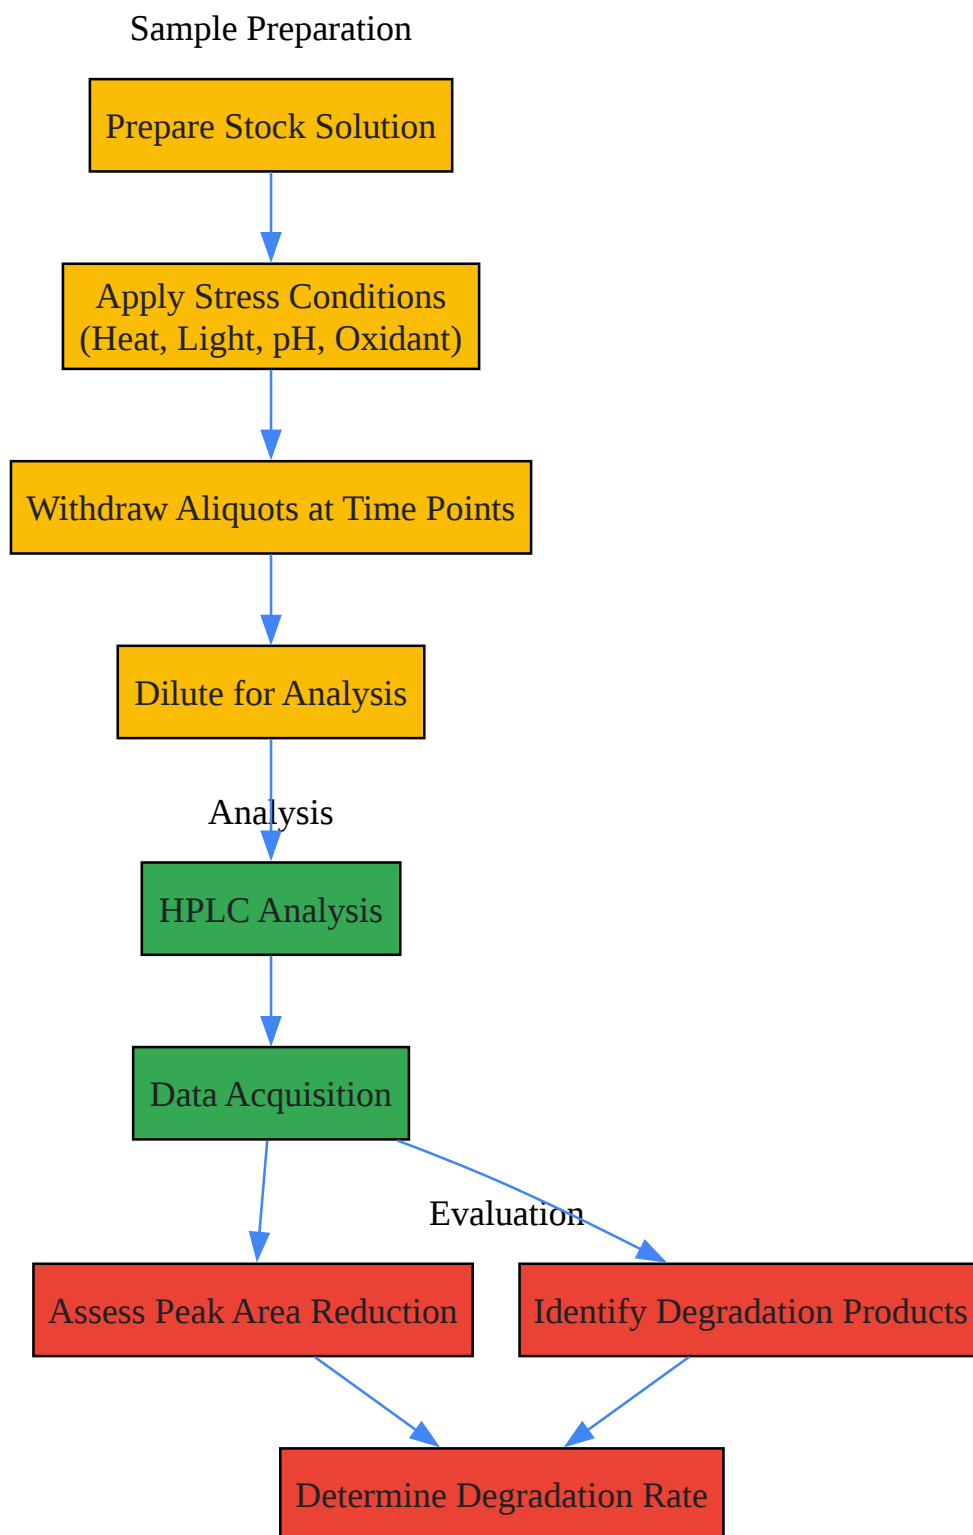 Sample Preparation
Prepare Stock Solution
Apply Stress Conditions
(Heat, Light, pH, Oxidant)
Withdraw Aliquots at Time Points
Dilute for Analysis
Analysis
HPLC Analysis
Data Acquisition
Evaluation
Assess Peak Area Reduction
Identify Degradation Products
Determine Degradation Rate